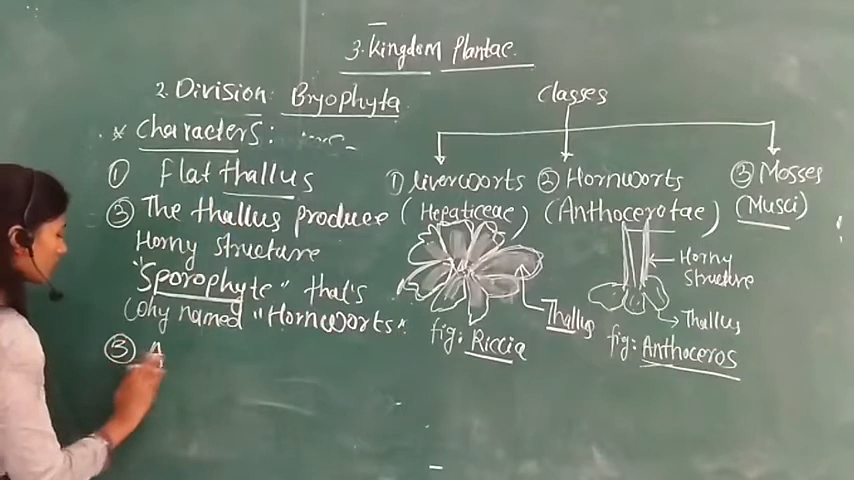 3. Kingdom Plantae.
2. Division: Bryophyta
* Characters:
① Flat thallus
③ The thallus produce
Horny structure
"Sporophyte" that's
why named "Hornworts".
③ A
Classes
① liverworts
(Hepaticeae)
Thallus
fig: Riccia
② Hornworts
(Anthocerotae)
Horny
structure
Thallus
fig: Anthoceros
③ Mosses
(Musci)